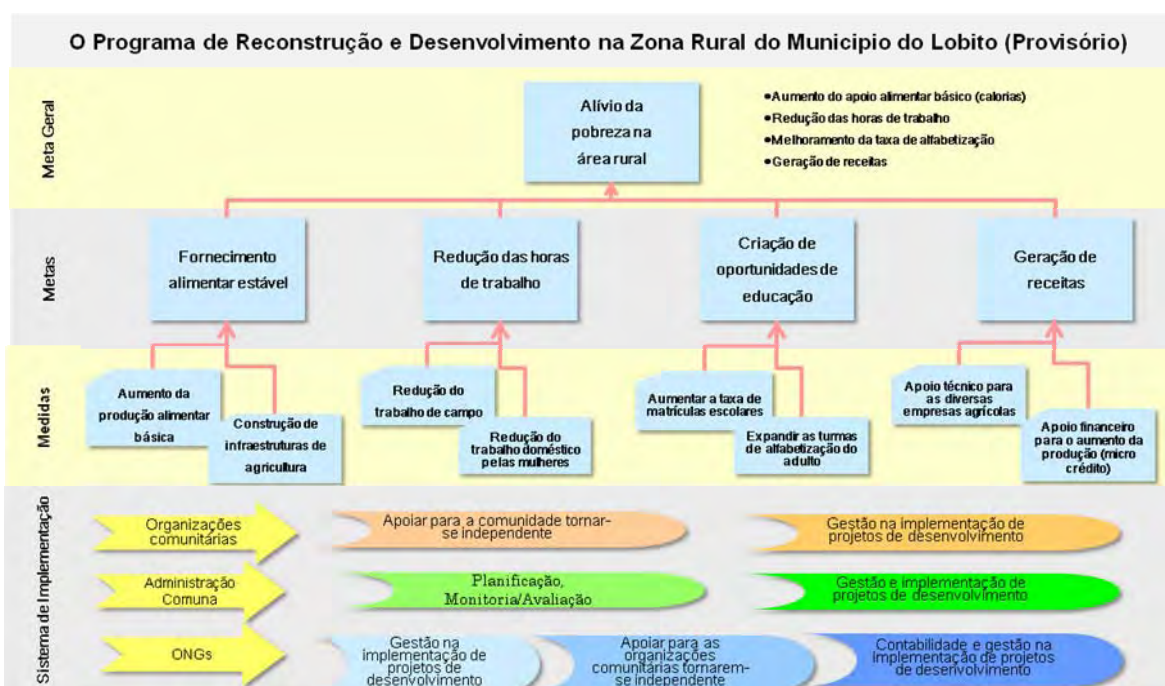 O Programa de Reconstrução e Desenvolvimento na Zona Rural do Municipio do Lobito (Provisório)
Meta Geral
Alívio da
pobreza na
área rural
•Aumento do apoio alimentar básico (calorias)
•Redução das horas de trabalho
•Melhoramento da taxa de alfabetização
•Geração de receitas
Metas
Fornecimento
alimentar estável
Redução das horas
de trabalho
Criação de
oportunidades de
educação
Geração de
receitas
Medidas
Aumento da
produção alimentar
básica
Construção de
infraestruturas de
agricultura
Redução do
trabalho de campo
Redução do
trabalho doméstico
pelas mulheres
Aumentar a taxa de
matrículas escolares
Expandir as turmas
de alfabetização do
adulto
Apoio técnico para
as diversas
empresas agrícolas
Apoio financeiro
para o aumento da
produção (micro
crédito)
Sistema de Implementação
Organizações
comunitárias
Apoiar para a comunidade tornar-
se independente
Gestão na implementação de
projetos de desenvolvimento
Administração
Comuna
Planificação,
Monitoria/Avaliação
Gestão e implementação de
projetos de desenvolvimento
ONGs
Gestão na
implementação de
projetos de
desenvolvimento
Apoiar para as
organizações
comunitárias tornarem-
se independente
Contabilidade e gestão na
implementação de projetos
de desenvolvimento